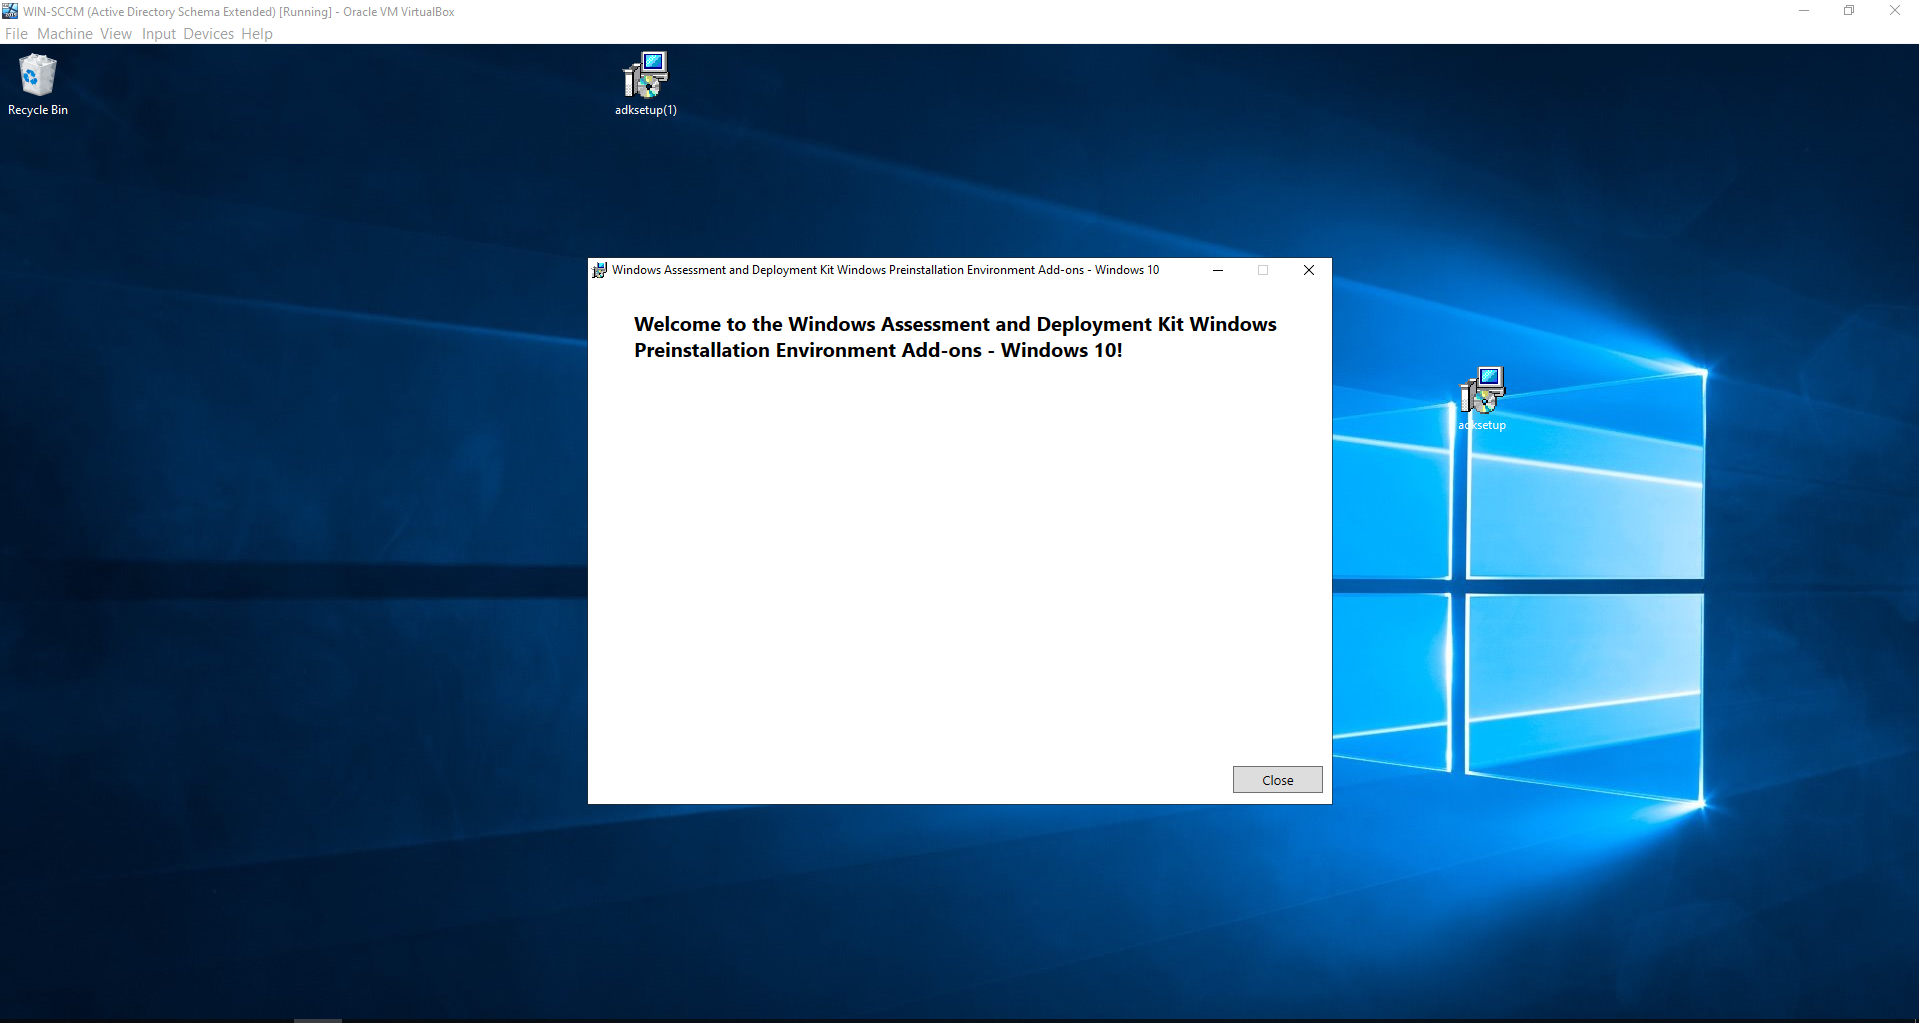 WIN-SCCM (Active Directory Schema Extended) [Running] - Oracle VM VirtualBox
File Machine View Input Devices Help
Recycle Bin
adksetup(1)
Windows Assessment and Deployment Kit Windows Preinstallation Environment Add-ons - Windows 10
Welcome to the Windows Assessment and Deployment Kit Windows
Preinstallation Environment Add-ons - Windows 10!
adksetup
Close